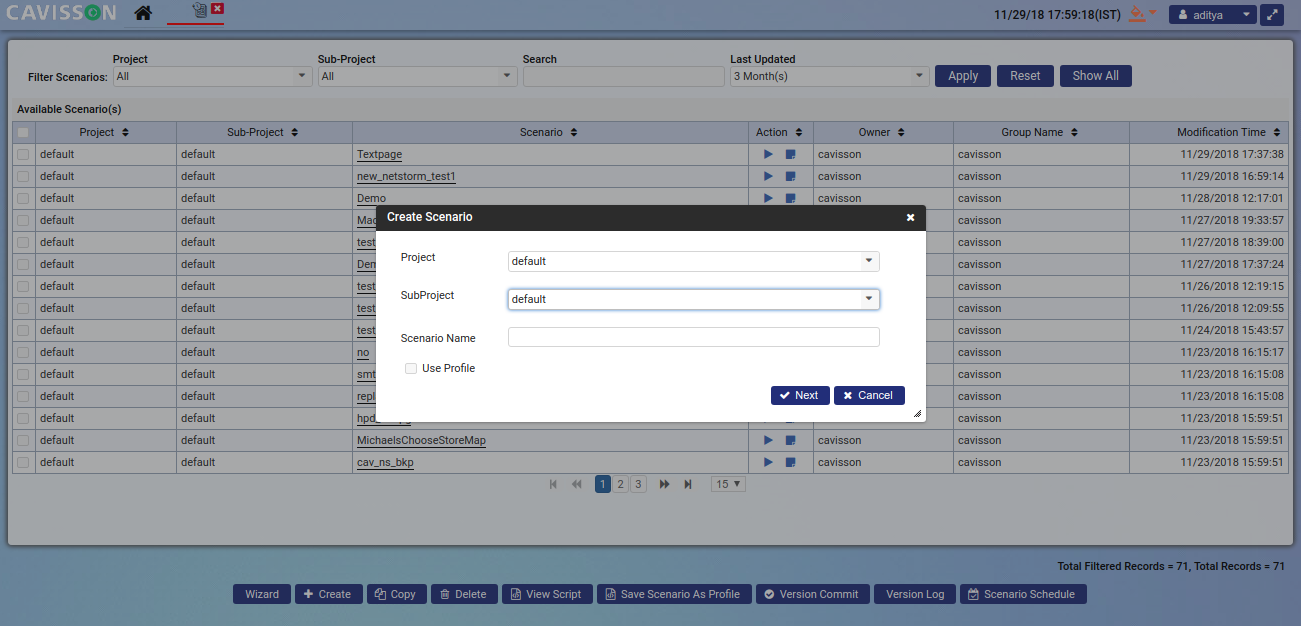 CAVISSON
11/29/18 17:59:18(IST)
aditya
Project Sub-Project Search Last Updated
Filter Scenarios: All All 3 Month(s) Apply Reset Show All
Available Scenario(s)
Project Sub-Project Scenario Action Owner Group Name Modification Time
default default Textpage cavisson cavisson 11/29/2018 17:37:38
default default new_netstorm_test1 cavisson cavisson 11/29/2018 16:59:14
default default Demo cavisson cavisson 11/28/2018 12:17:01
default default cavisson 11/27/2018 19:33:57
default default test cavisson 11/27/2018 18:39:00
default default cavisson 11/27/2018 17:37:24
default default test cavisson 11/26/2018 12:19:15
default default test cavisson 11/26/2018 12:09:55
default default test cavisson 11/24/2018 15:43:57
default default no cavisson 11/23/2018 16:15:17
default default smt cavisson 11/23/2018 16:15:08
default default repl cavisson 11/23/2018 16:15:08
default default cavisson 11/23/2018 15:59:51
default default MichaelsChooseStoreMap cavisson cavisson 11/23/2018 15:59:51
default default cav_ns_bkp cavisson cavisson 11/23/2018 15:59:51
1 2 3 15
Create Scenario
Project default
SubProject default
Scenario Name
Use Profile
Next Cancel
Total Filtered Records = 71, Total Records = 71
Wizard Create Copy Delete View Script Save Scenario As Profile Version Commit Version Log Scenario Schedule